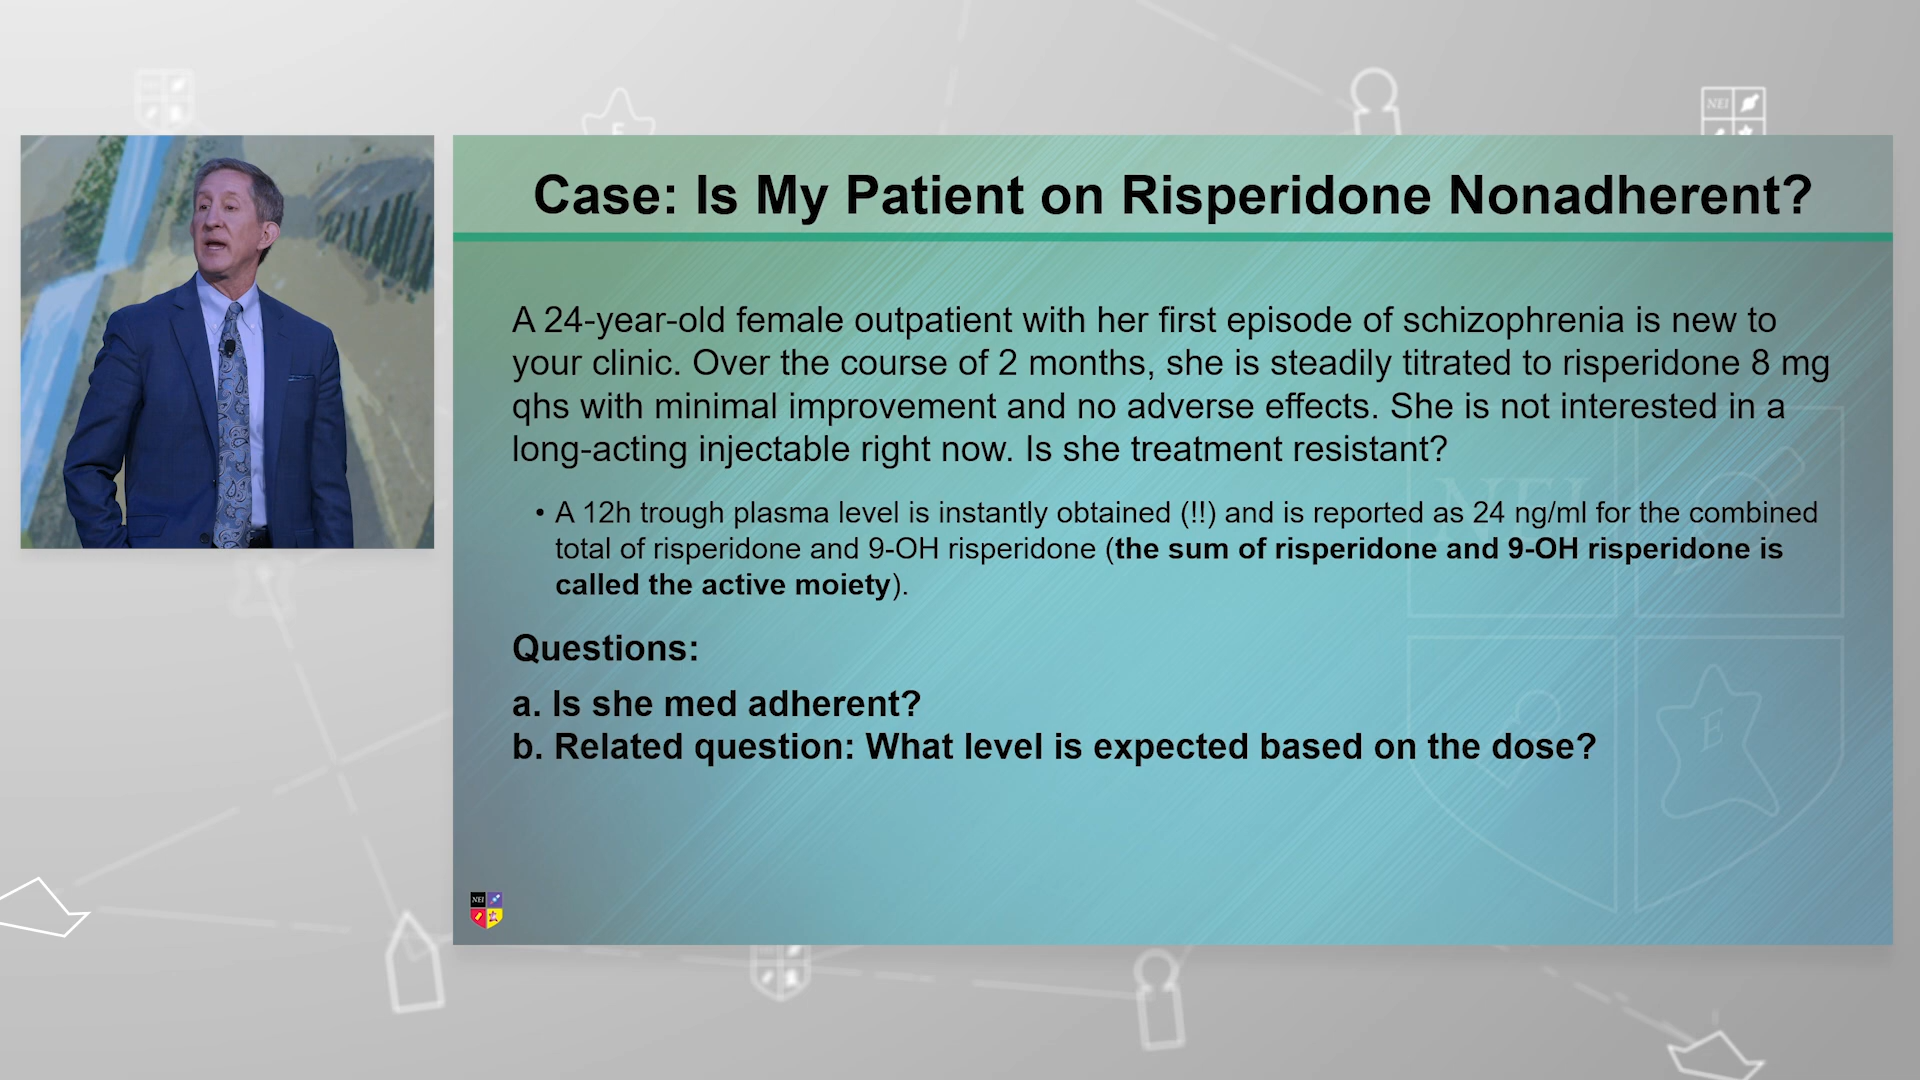 NEI
Case: Is My Patient on Risperidone Nonadherent?
A 24-year-old female outpatient with her first episode of schizophrenia is new to
your clinic. Over the course of 2 months, she is steadily titrated to risperidone 8 mg
qhs with minimal improvement and no adverse effects. She is not interested in a
long-acting injectable right now. Is she treatment resistant?
• A 12h trough plasma level is instantly obtained (!!) and is reported as 24 ng/ml for the combined
total of risperidone and 9-OH risperidone (the sum of risperidone and 9-OH risperidone is
called the active moiety).
Questions:
a. Is she med adherent?
b. Related question: What level is expected based on the dose?
NEI
E
NEI